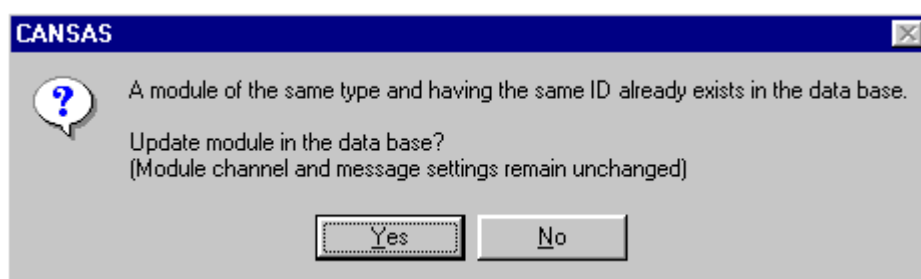 CANSAS
A module of the same type and having the same ID already exists in the data base.
Update module in the data base?
(Module channel and message settings remain unchanged)
Yes
No